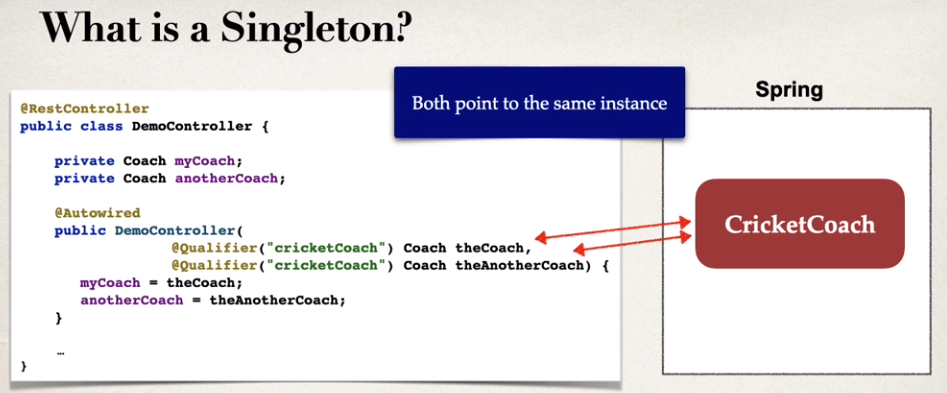 What is a Singleton?
Both point to the same instance
Spring
@RestController
public class DemoController {
private Coach myCoach;
private Coach anotherCoach;
@Autowired
public DemoController(
@Qualifier("cricketCoach") Coach theCoach,
@Qualifier("cricketCoach") Coach theAnotherCoach) {
myCoach = theCoach;
anotherCoach = theAnotherCoach;
}
…
}
CricketCoach